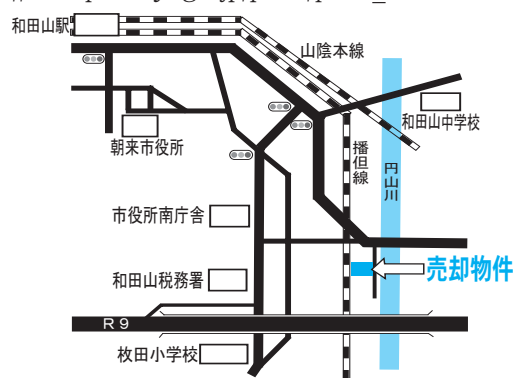 和田山駅
山陰本線
和田山中学校
朝来市役所
播但線
円山川
市役所南庁舎
売却物件
和田山税務署
R9
枚田小学校